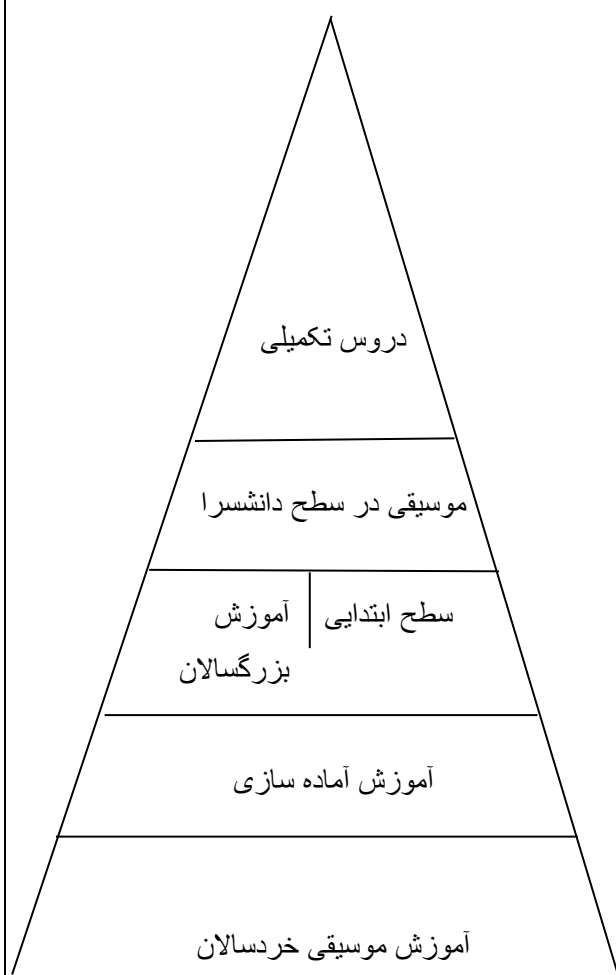 دروس تکمیلی
موسیقی در سطح دانشسرا
سطح ابتدایی
آموزش
بزرگسالان
آموزش آماده سازی
آموزش موسیقی خردسالان